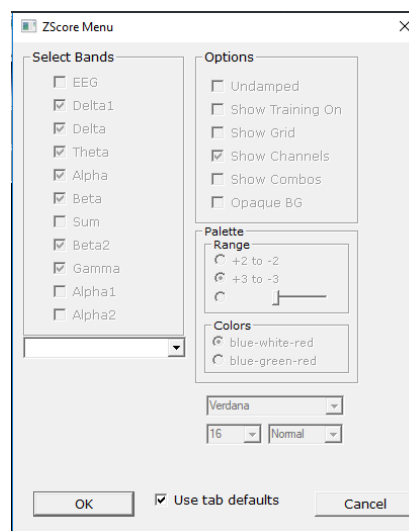 ZScore Menu
Select Bands
EEG
Delta1
Delta
Theta
Alpha
Beta
Sum
Beta2
Gamma
Alpha1
Alpha2
Options
Undamped
Show Training On
Show Grid
Show Channels
Show Combos
Opaque BG
Palette
Range
+2 to -2
+3 to -3
Colors
blue-white-red
blue-green-red
Verdana
16 Normal
OK Use tab defaults Cancel